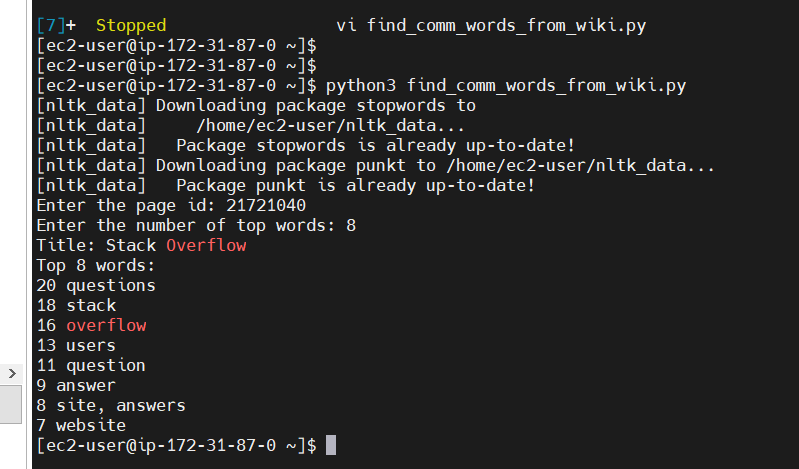 [7]+  Stopped                 vi find_comm_words_from_wiki.py
[ec2-user@ip-172-31-87-0 ~]$
[ec2-user@ip-172-31-87-0 ~]$
[ec2-user@ip-172-31-87-0 ~]$ python3 find_comm_words_from_wiki.py
[nltk_data] Downloading package stopwords to
[nltk_data]     /home/ec2-user/nltk_data...
[nltk_data]   Package stopwords is already up-to-date!
[nltk_data] Downloading package punkt to /home/ec2-user/nltk_data...
[nltk_data]   Package punkt is already up-to-date!
Enter the page id: 21721040
Enter the number of top words: 8
Title: Stack Overflow
Top 8 words:
20 questions
18 stack
16 overflow
13 users
11 question
9 answer
8 site, answers
7 website
[ec2-user@ip-172-31-87-0 ~]$